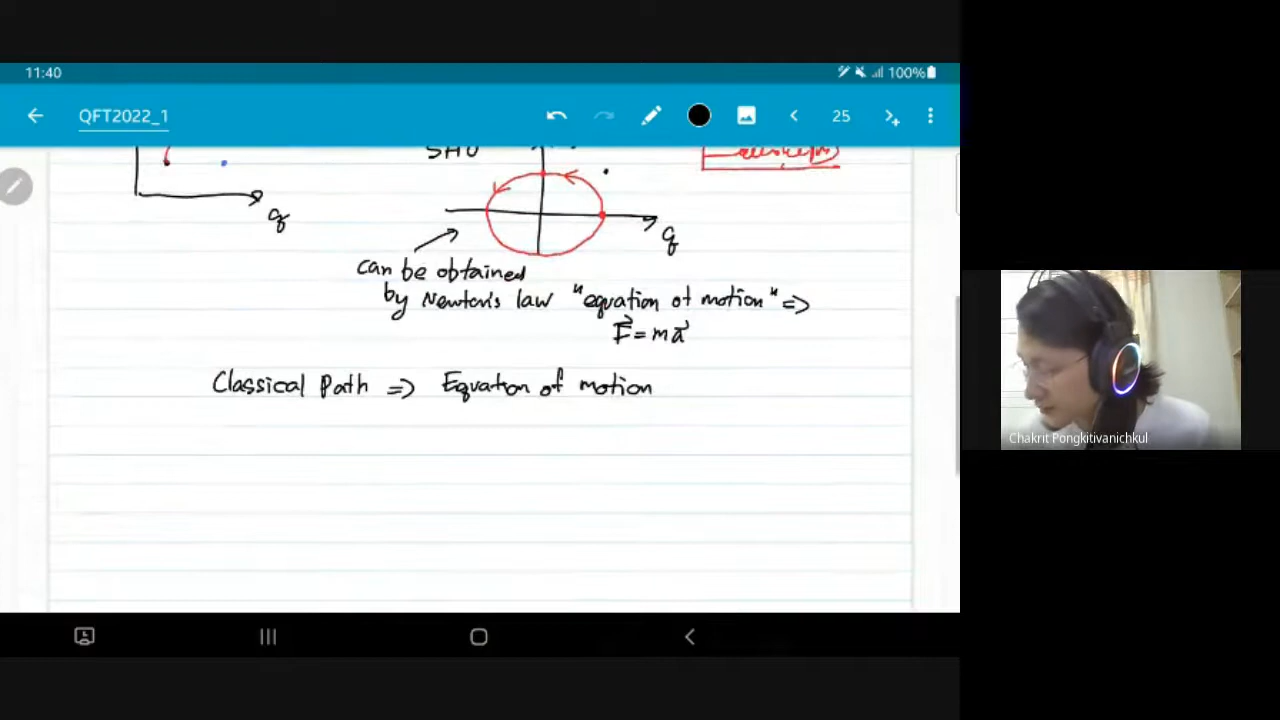 11:40
100%
QFT2022_1
25
SHO
q
q
can be obtained
by Newton's law "equation of motion" =>
F = ma
Classical Path => Equation of motion
Chakrit Pongkitivanichkul